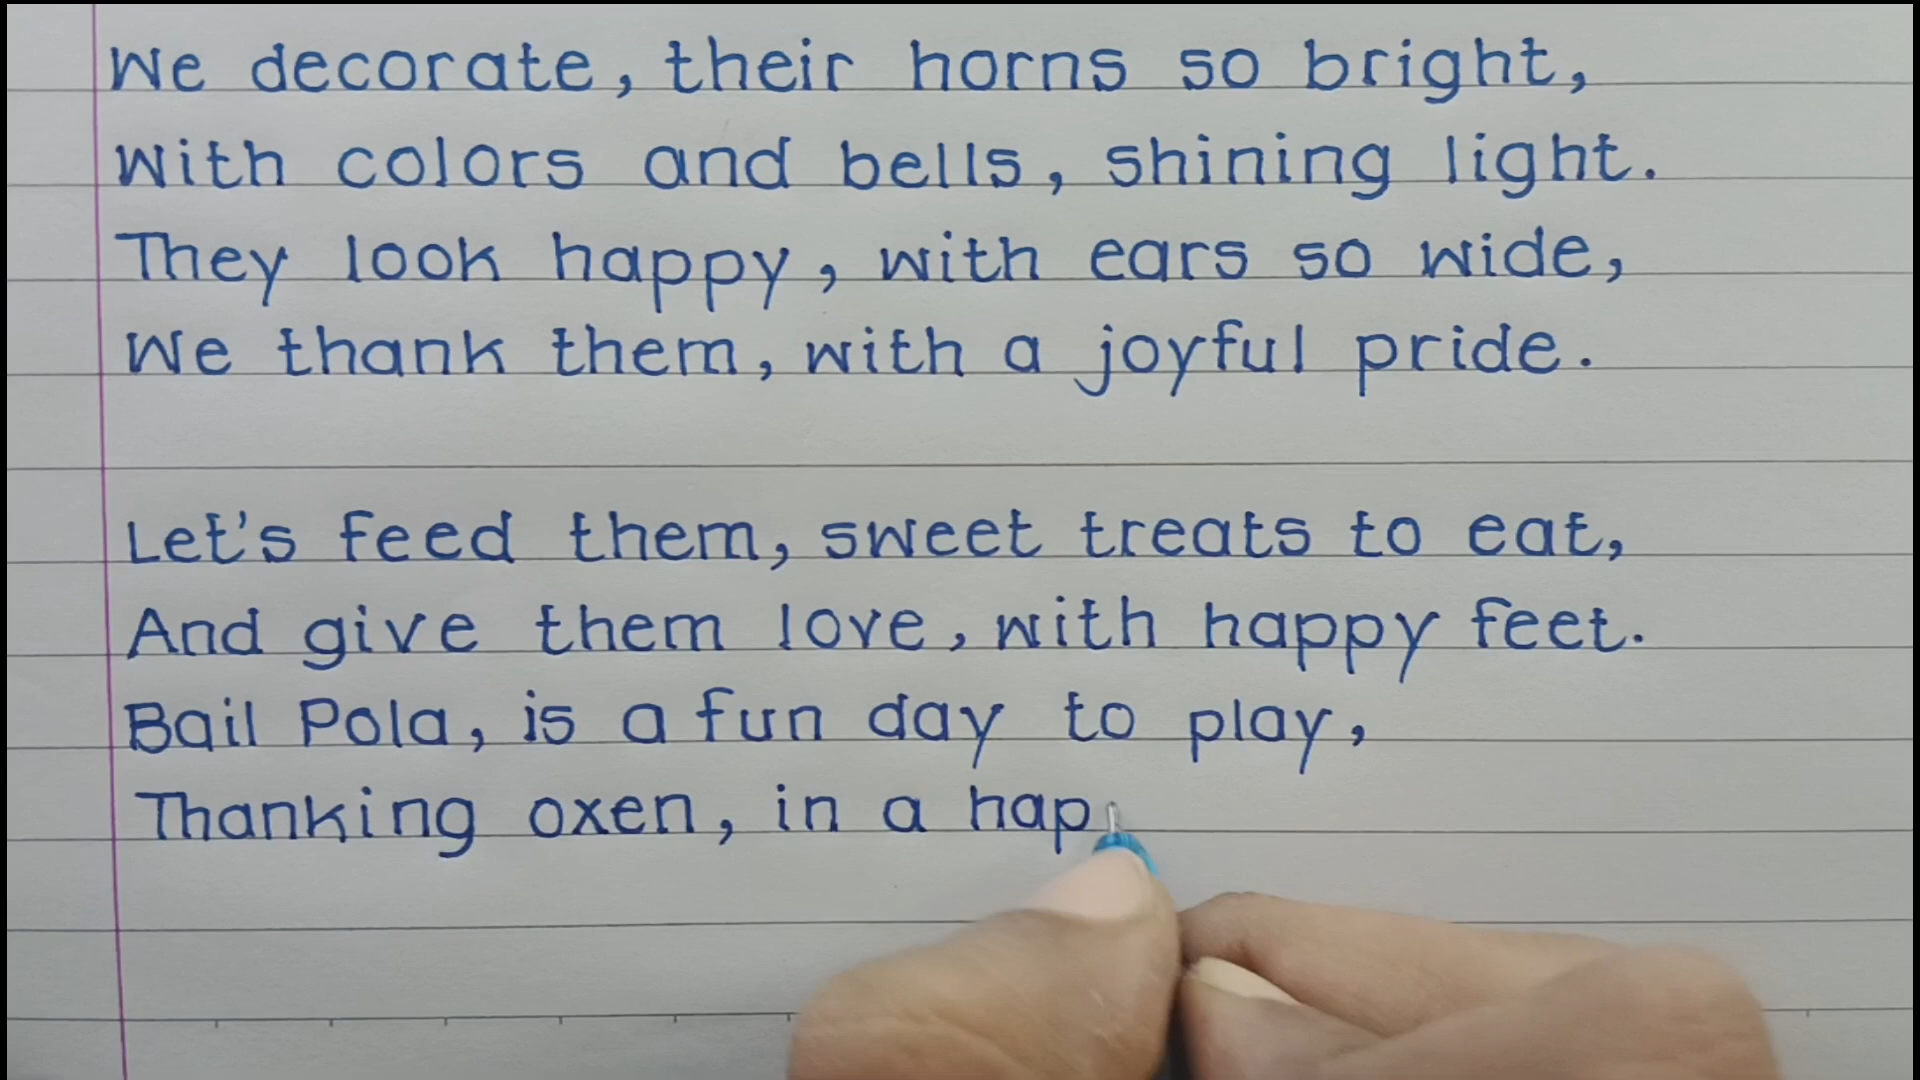 We decorate, their horns so bright,
With colors and bells, shining light.
They look happy, with ears so wide,
We thank them, with a joyful pride.
Let's feed them, sweet treats to eat,
And give them love, with happy feet.
Bail Pola, is a fun day to play,
Thanking oxen, in a hap